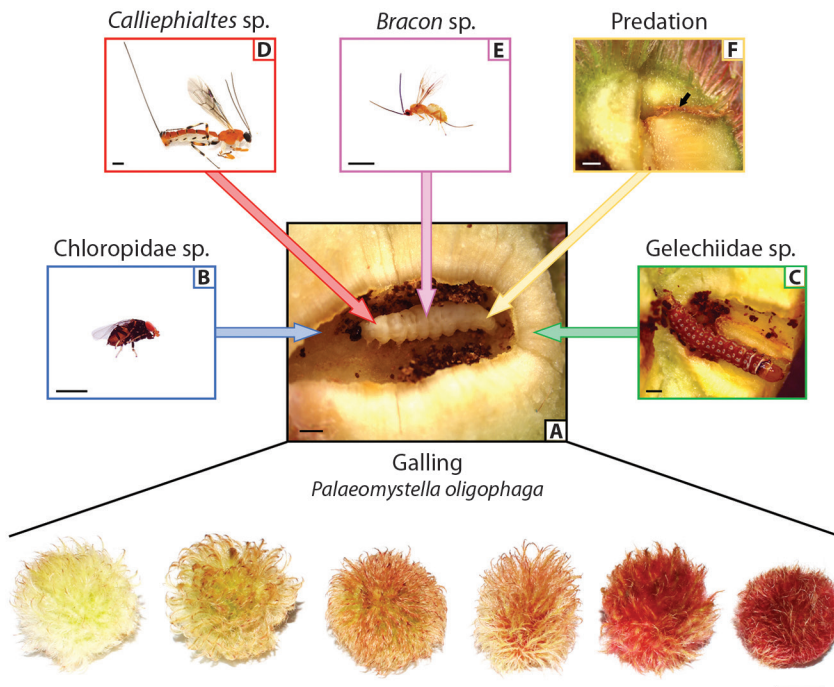 Calliephialtes sp.
Bracon sp.
Predation
D
E
F
Chloropidae sp.
Gelechiidae sp.
B
C
A
Galling
Palaeomystella oligophaga